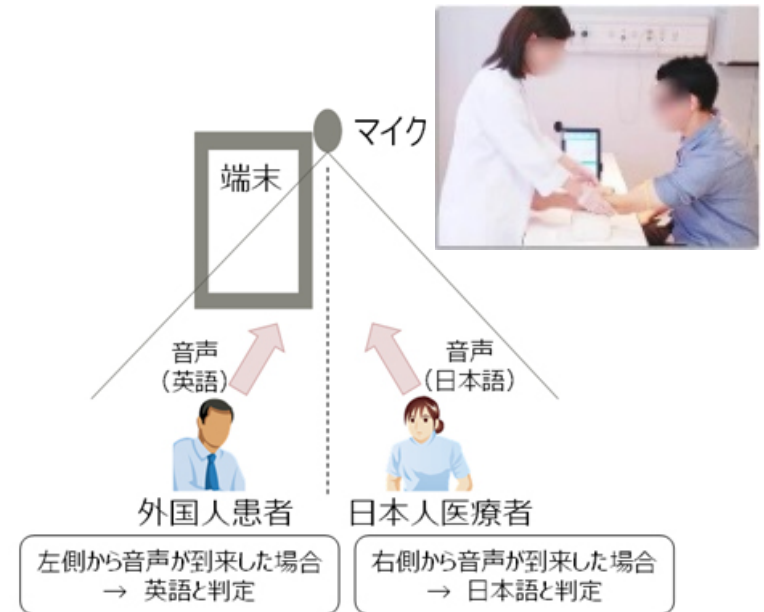 マイク
端末
音声
(英語)
音声
(日本語)
外国人患者
日本人医療者
左側から音声が到来した場合
→ 英語と判定
右側から音声が到来した場合
→ 日本語と判定